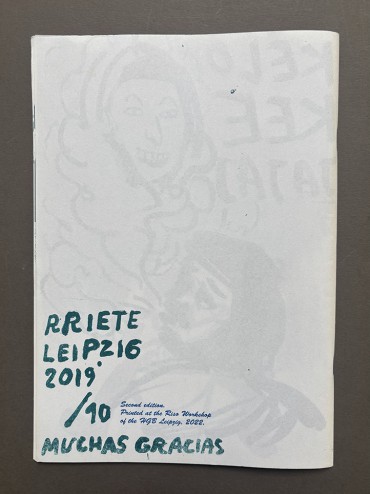 RRIETE
LEIPZIG
2019
/10
Second edition.
Printed at the Riso Workshop
of the HGB Leipzig, 2022.
MUCHAS GRACIAS